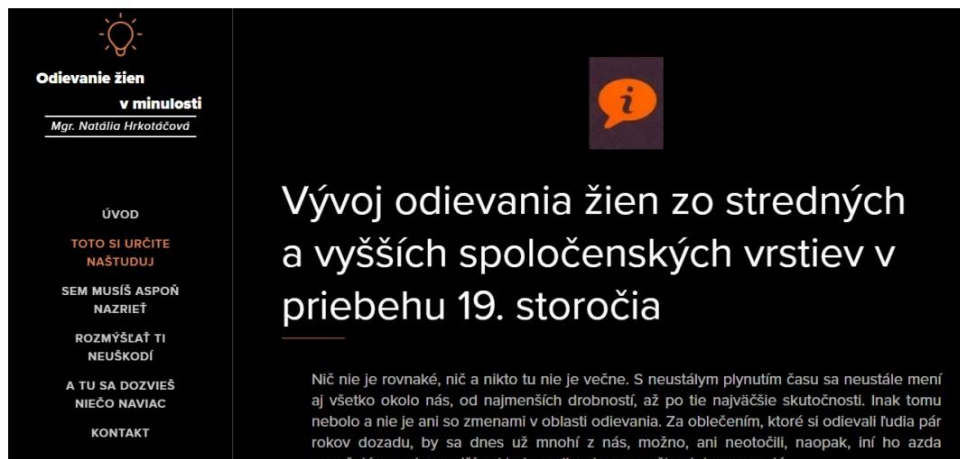 Odievanie žien
v minulosti
Mgr. Natália Hrkotáčová
ÚVOD
TOTO SI URČITE
NAŠTUDUJ
SEM MUSÍŠ ASPOŇ
NAZRIEŤ
ROZMÝŠĽAŤ TI
NEUŠKODÍ
A TU SA DOZVIEŠ
NIEČO NAVIAC
KONTAKT
i
Vývoj odievania žien zo stredných
a vyšších spoločenských vrstiev v
priebehu 19. storočia
Nič nie je rovnaké, nič a nikto tu nie je večne. S neustálym plynutím času sa neustále mení
aj všetko okolo nás, od najmenších drobností, až po tie najväčšie skutočnosti. Inak tomu
nebolo a nie je ani so zmenami v oblasti odievania. Za oblečením, ktoré si odievali ľudia pár
rokov dozadu, by sa dnes už mnohí z nás, možno, ani neotočili, naopak, iní ho azda